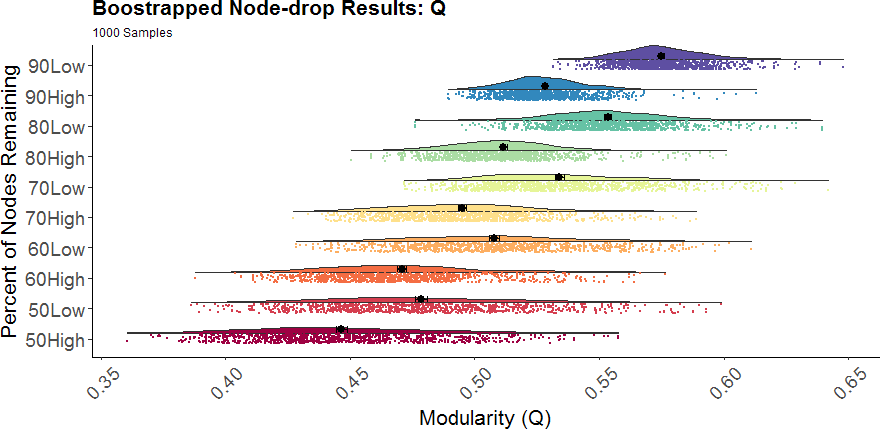 Boostrapped Node-drop Results: Q
1000 Samples
Percent of Nodes Remaining
90Low
90High
80Low
80High
70Low
70High
60Low
60High
50Low
50High
0.35 0.40 0.45 0.50 0.55 0.60 0.65
Modularity (Q)